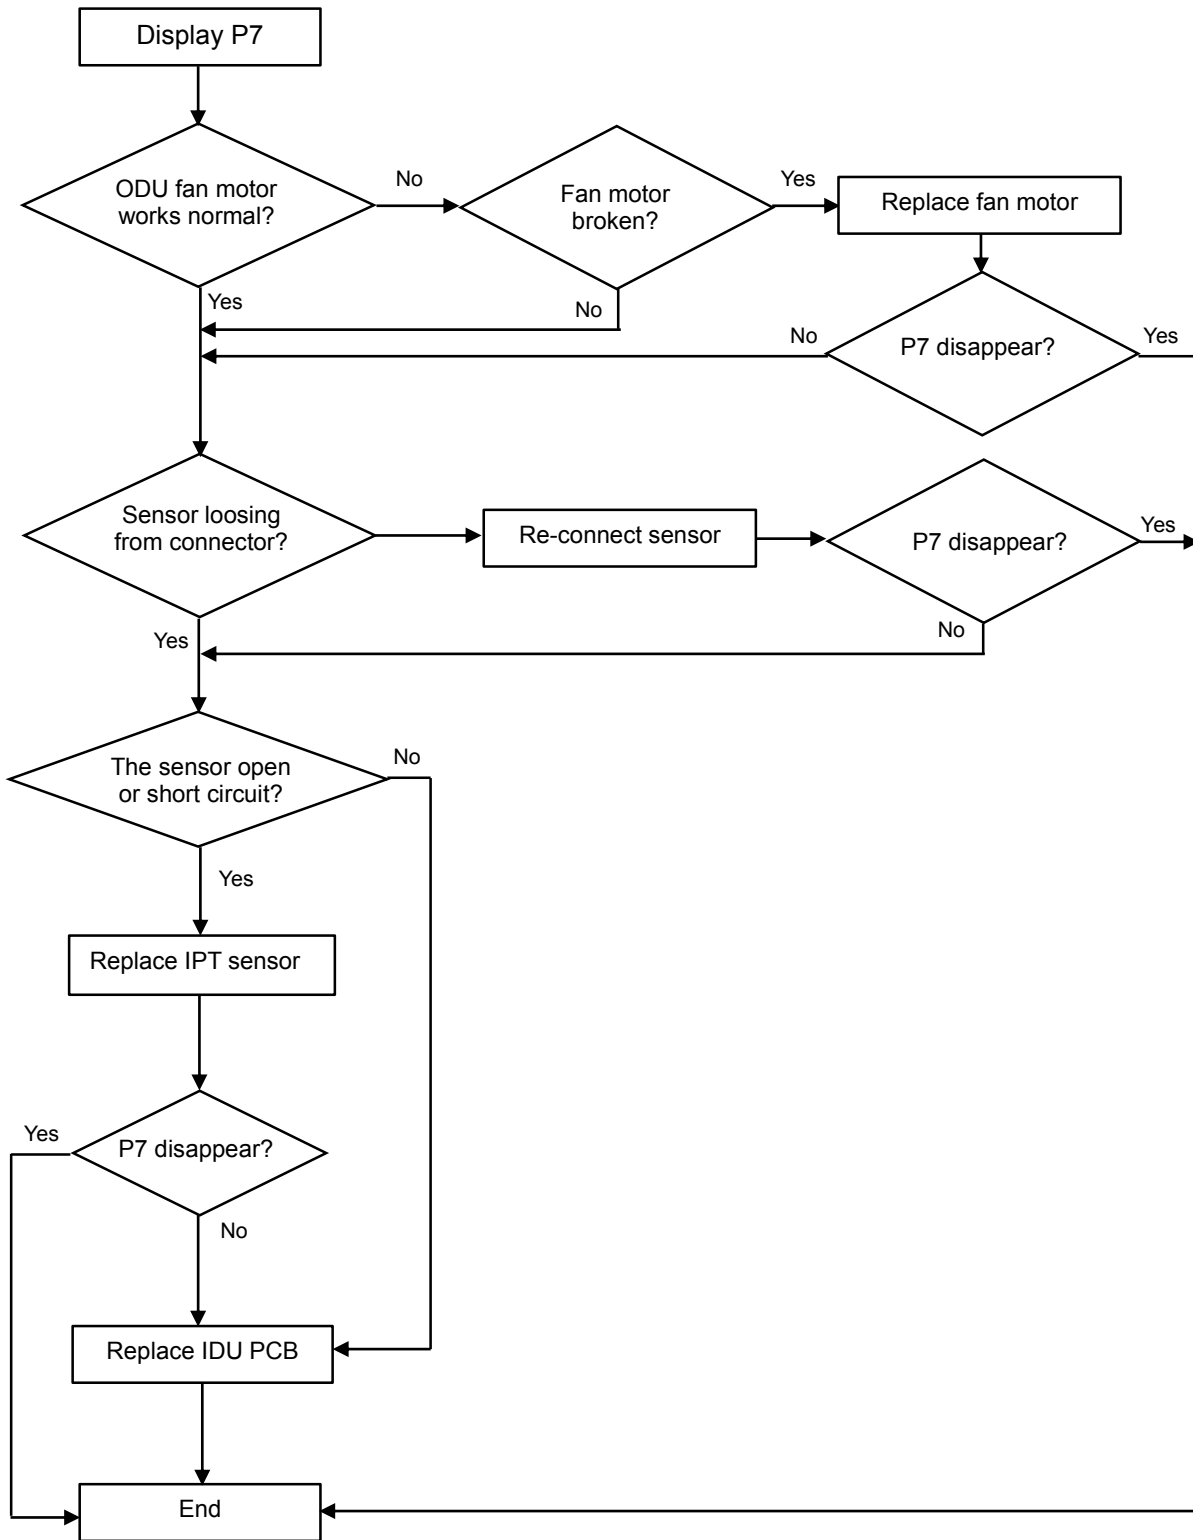 Display P7
ODU fan motor
works normal?
No
Fan motor
broken?
Yes
Replace fan motor
Yes
No
No
P7 disappear?
Yes
Sensor loosing
from connector?
Re-connect sensor
P7 disappear?
Yes
Yes
No
The sensor open
or short circuit?
No
Yes
Replace IPT sensor
Yes
P7 disappear?
No
Replace IDU PCB
End